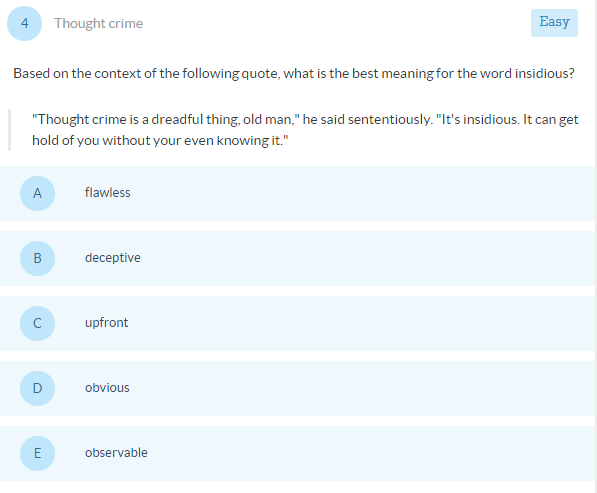 4 Thought crime Easy
Based on the context of the following quote, what is the best meaning for the word insidious?
"Thought crime is a dreadful thing, old man," he said sententiously. "It's insidious. It can get
hold of you without your even knowing it."
A flawless
B deceptive
C upfront
D obvious
E observable